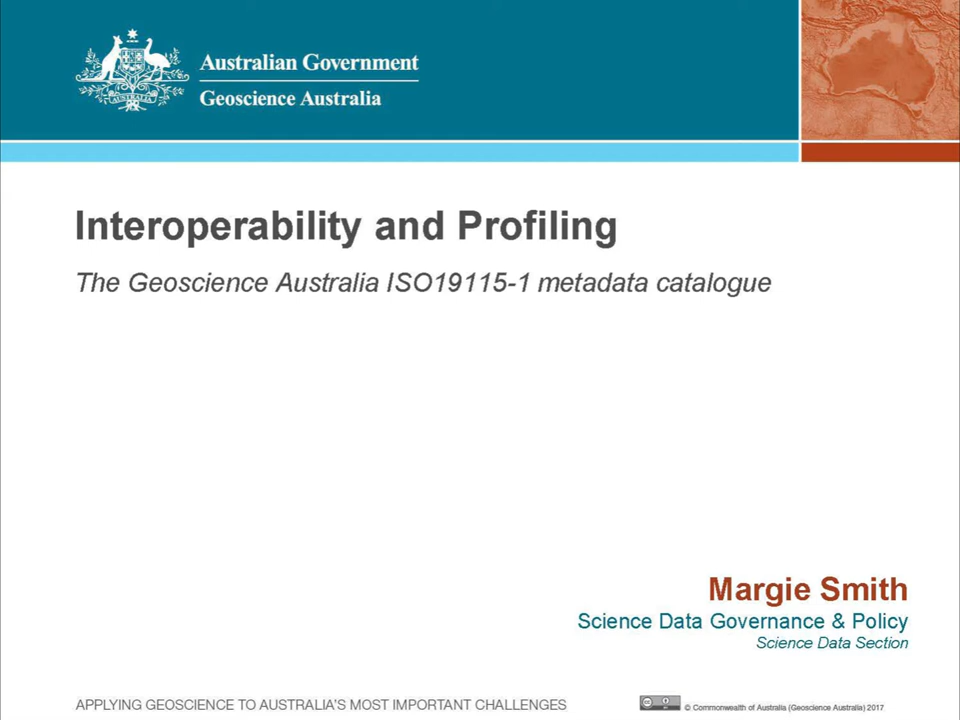 Australian Government
Geoscience Australia
Interoperability and Profiling
The Geoscience Australia ISO19115-1 metadata catalogue
Margie Smith
Science Data Governance & Policy
Science Data Section
APPLYING GEOSCIENCE TO AUSTRALIA'S MOST IMPORTANT CHALLENGES
© Commonwealth of Australia (Geoscience Australia) 2017